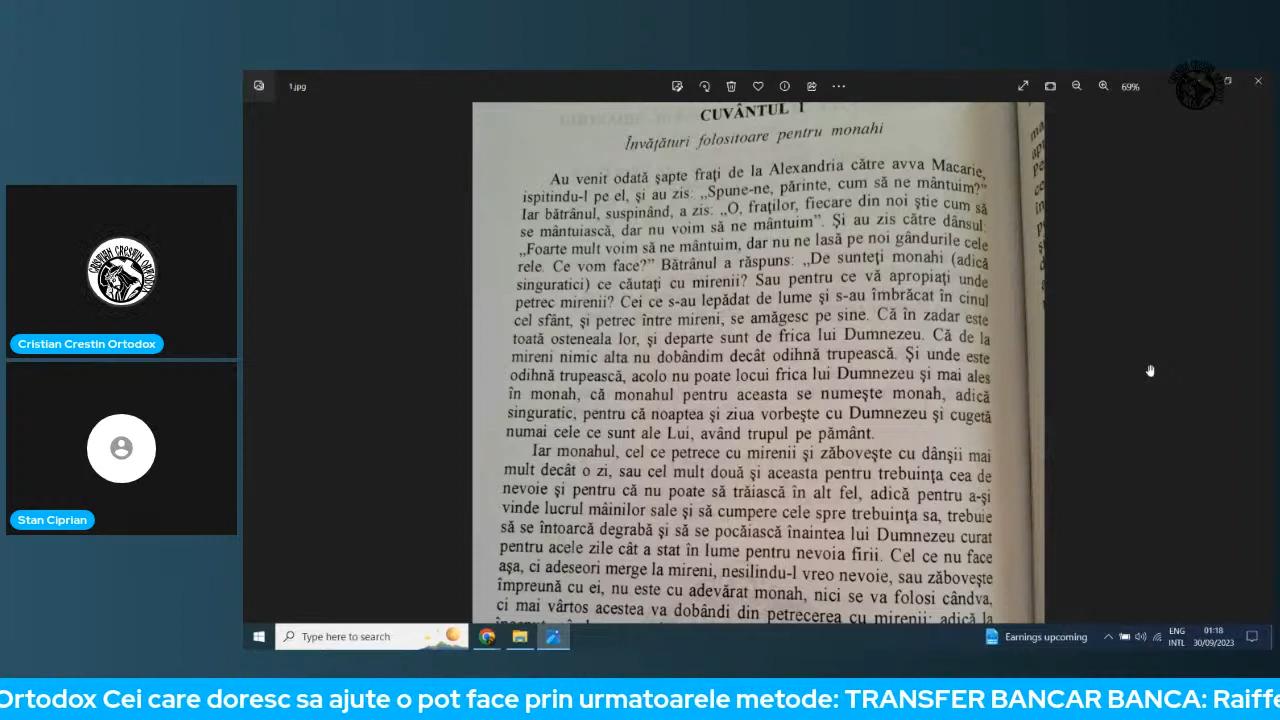 1.jpg
69%
CUVÂNTUL I
Învăţături folositoare pentru monahi
Au venit odată şapte fraţi de la Alexandria către avva Macarie,
ispitindu-l pe el, şi au zis: „Spune-ne, părinte, cum să ne mântuim?”
Iar bătrânul, suspinând, a zis: „O, fraţilor, fiecare din noi ştie cum să
se mântuiască, dar nu voim să ne mântuim”. Şi au zis către dânsul:
„Foarte mult voim să ne mântuim, dar nu ne lasă pe noi gândurile cele
rele. Ce vom face?” Bătrânul a răspuns: „De sunteţi monahi (adică
singuratici) ce căutaţi cu mirenii? Sau pentru ce vă apropiaţi unde
petrec mirenii? Cei ce s-au lepădat de lume şi s-au îmbrăcat în cinul
cel sfânt, şi petrec între mireni, se amăgesc pe sine. Că în zadar este
toată osteneala lor, şi departe sunt de frica lui Dumnezeu. Că de la
mireni nimic alta nu dobândim decât odihnă trupească. Şi unde este
odihnă trupească, acolo nu poate locui frica lui Dumnezeu şi mai ales
în monah, că monahul pentru aceasta se numeşte monah, adică
singuratic, pentru că noaptea şi ziua vorbeşte cu Dumnezeu şi cugetă
numai cele ce sunt ale Lui, având trupul pe pământ.
Iar monahul, cel ce petrece cu mirenii şi zăboveşte cu dânşii mai
mult decât o zi, sau cel mult două şi aceasta pentru trebuinţa cea de
nevoie şi pentru că nu poate să trăiască în alt fel, adică pentru a-şi
vinde lucrul mâinilor sale şi să cumpere cele spre trebuinţa sa, trebuie
să se întoarcă degrabă şi să se pocăiască înaintea lui Dumnezeu curat
pentru acele zile cât a stat în lume pentru nevoia firii. Cel ce nu face
aşa, ci adeseori merge la mireni, nesilindu-l vreo nevoie, sau zăboveşte
împreună cu ei, nu este cu adevărat monah, nici se va folosi cândva,
ci mai vârtos acestea va dobândi din petrecerea cu mirenii: adică la
CRISTIAN CRESTIN ORTODOX
Cristian Crestin Ortodox
Stan Ciprian
Type here to search
Earnings upcoming
ENG
INTL
01:18
30/09/2023
Ortodox Cei care doresc sa ajute o pot face prin urmatoarele metode: TRANSFER BANCAR BANCA: Raiffe